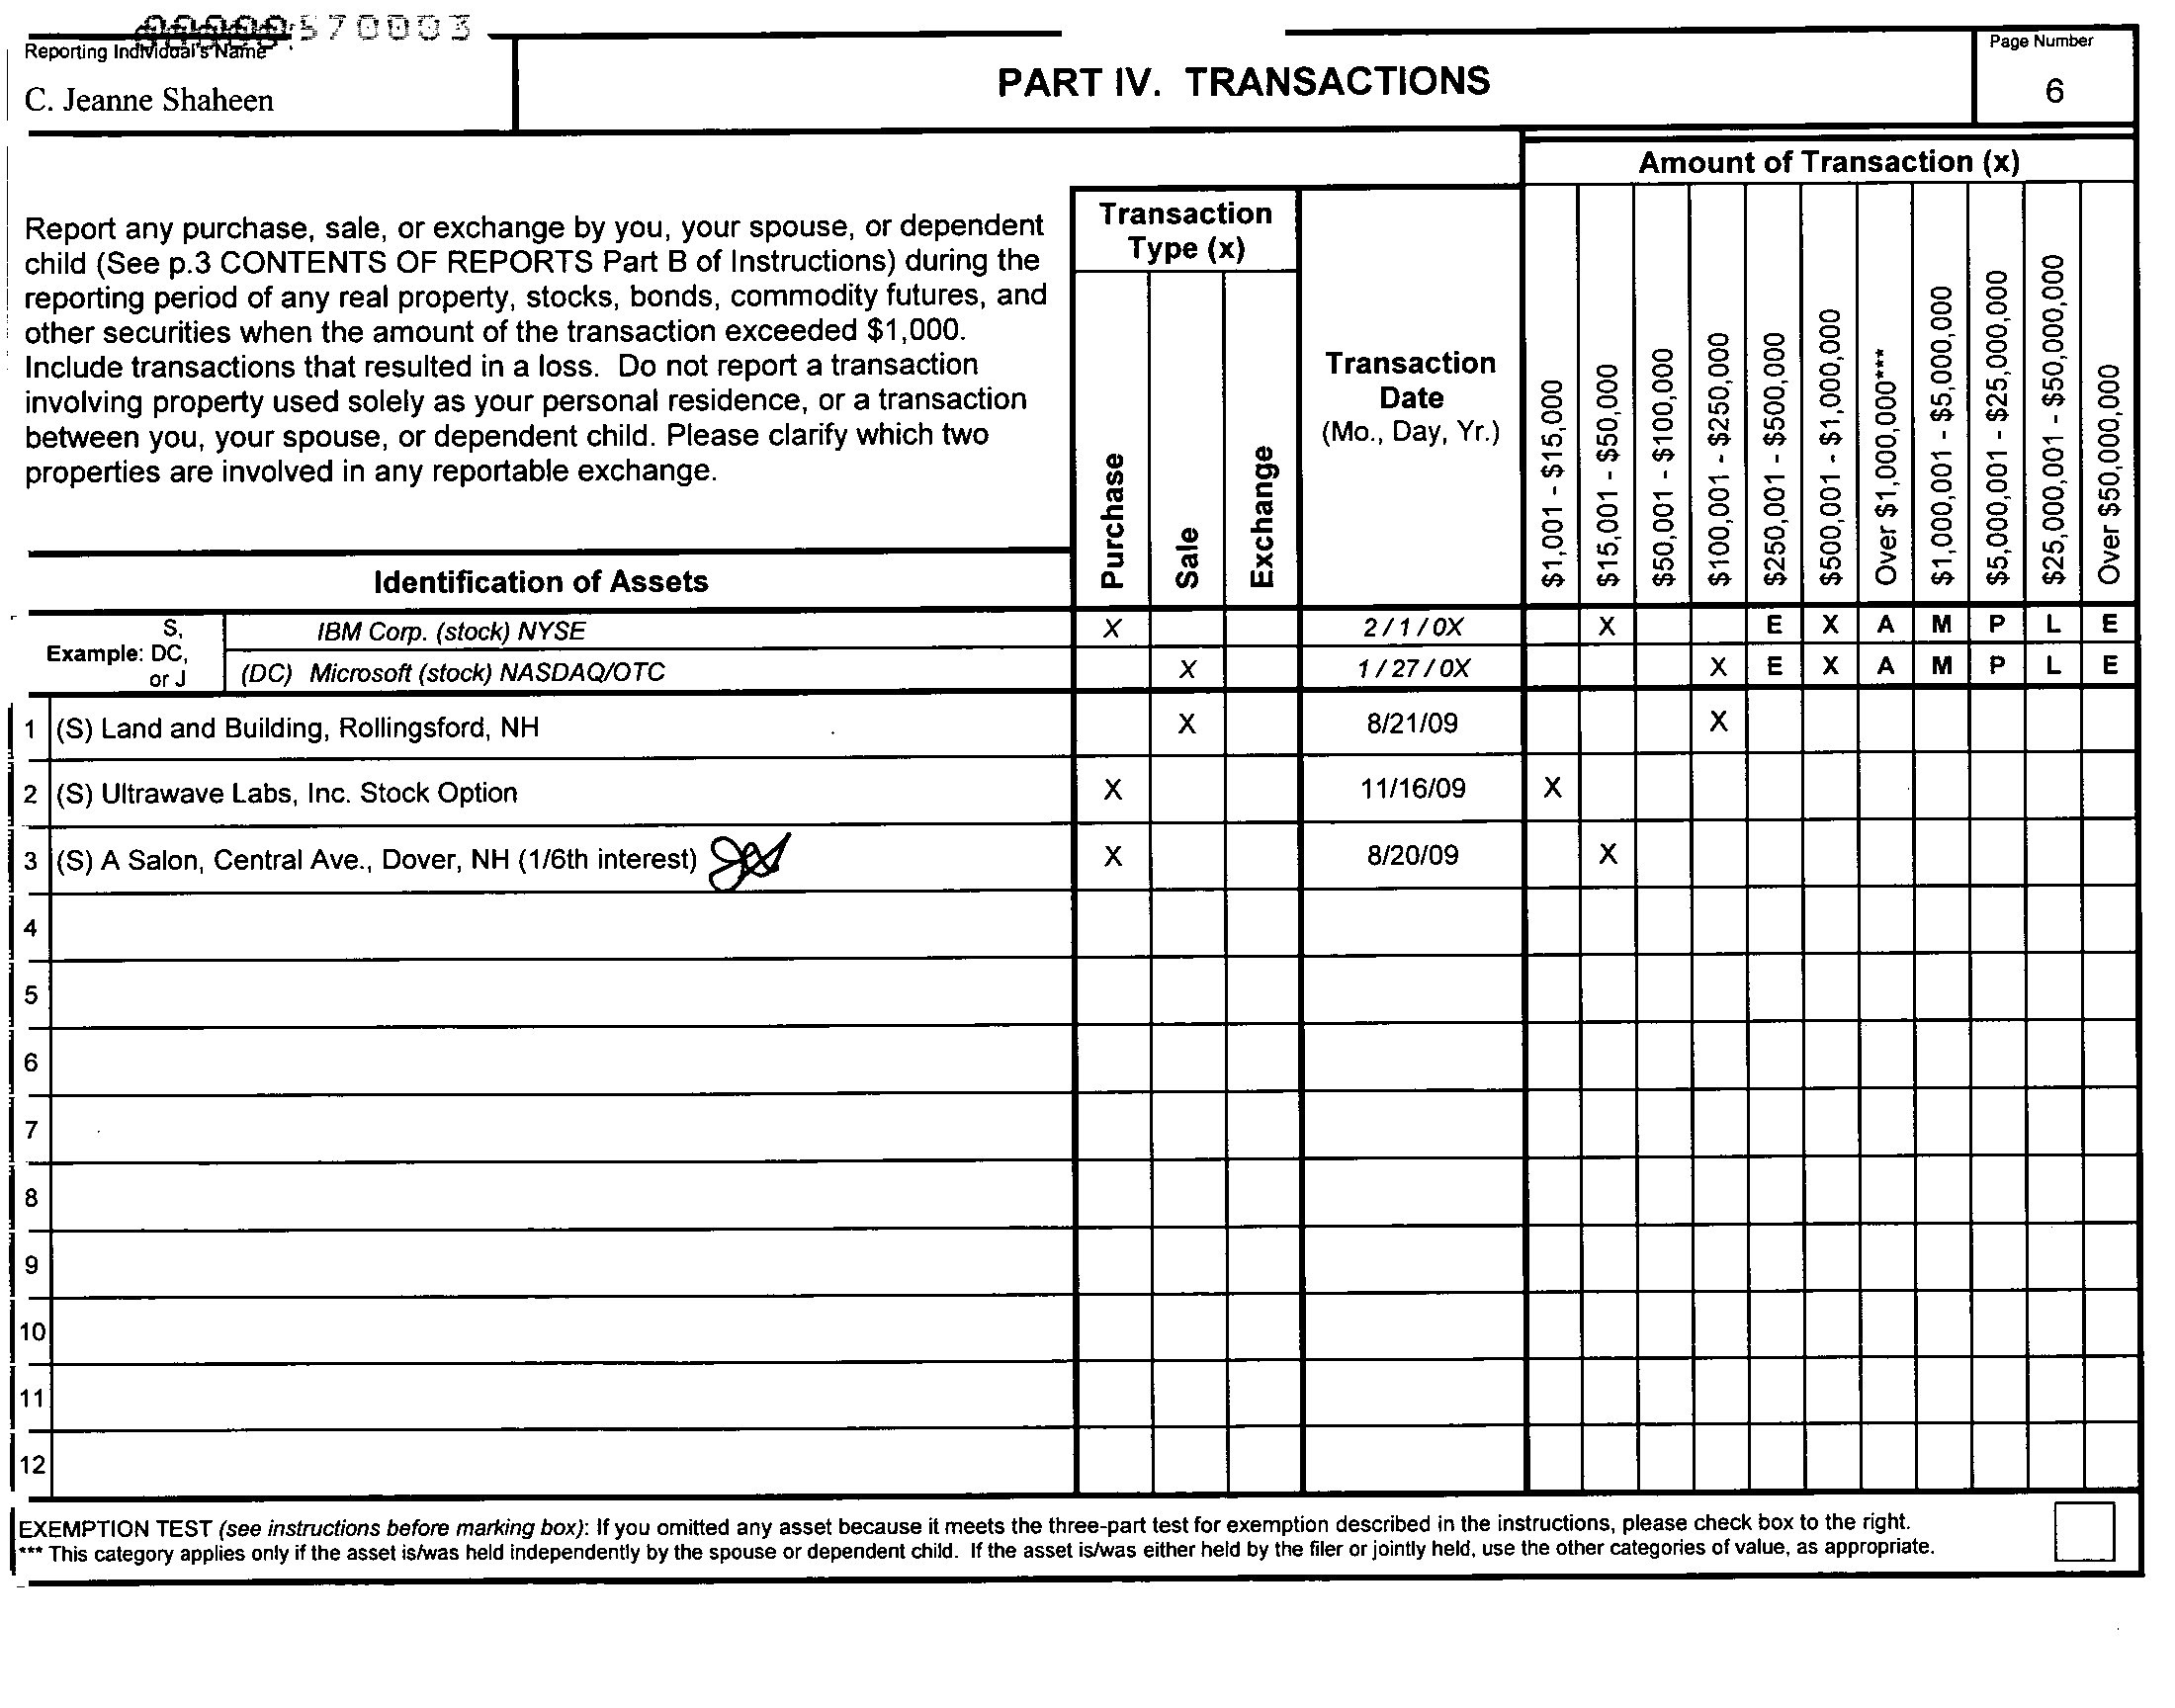 570003
Reporting Individual's Name
C. Jeanne Shaheen
PART IV. TRANSACTIONS
Page Number
6
Amount of Transaction (x)
Report any purchase, sale, or exchange by you, your spouse, or dependent
child (See p.3 CONTENTS OF REPORTS Part B of Instructions) during the
reporting period of any real property, stocks, bonds, commodity futures, and
other securities when the amount of the transaction exceeded $1,000.
Include transactions that resulted in a loss. Do not report a transaction
involving property used solely as your personal residence, or a transaction
between you, your spouse, or dependent child. Please clarify which two
properties are involved in any reportable exchange.
Transaction
Type (x)
Purchase
Sale
Exchange
Transaction
Date
(Mo., Day, Yr.)
$1,001 - $15,000
$15,001 - $50,000
$50,001 - $100,000
$100,001 - $250,000
$250,001 - $500,000
$500,001 - $1,000,000
Over $1,000,000***
$1,000,001 - $5,000,000
$5,000,001 - $25,000,000
$25,000,001 - $50,000,000
Over $50,000,000
Identification of Assets
Example: S, DC, or J
IBM Corp. (stock) NYSE X 2 / 1 / 0X X E X A M P L E
(DC) Microsoft (stock) NASDAQ/OTC X 1 / 27 / 0X X E X A M P L E
1 (S) Land and Building, Rollingsford, NH X 8/21/09 X
2 (S) Ultrawave Labs, Inc. Stock Option X 11/16/09 X
3 (S) A Salon, Central Ave., Dover, NH (1/6th interest) X 8/20/09 X
4
5
6
7
8
9
10
11
12
EXEMPTION TEST (see instructions before marking box): If you omitted any asset because it meets the three-part test for exemption described in the instructions, please check box to the right.
*** This category applies only if the asset is/was held independently by the spouse or dependent child. If the asset is/was either held by the filer or jointly held, use the other categories of value, as appropriate.